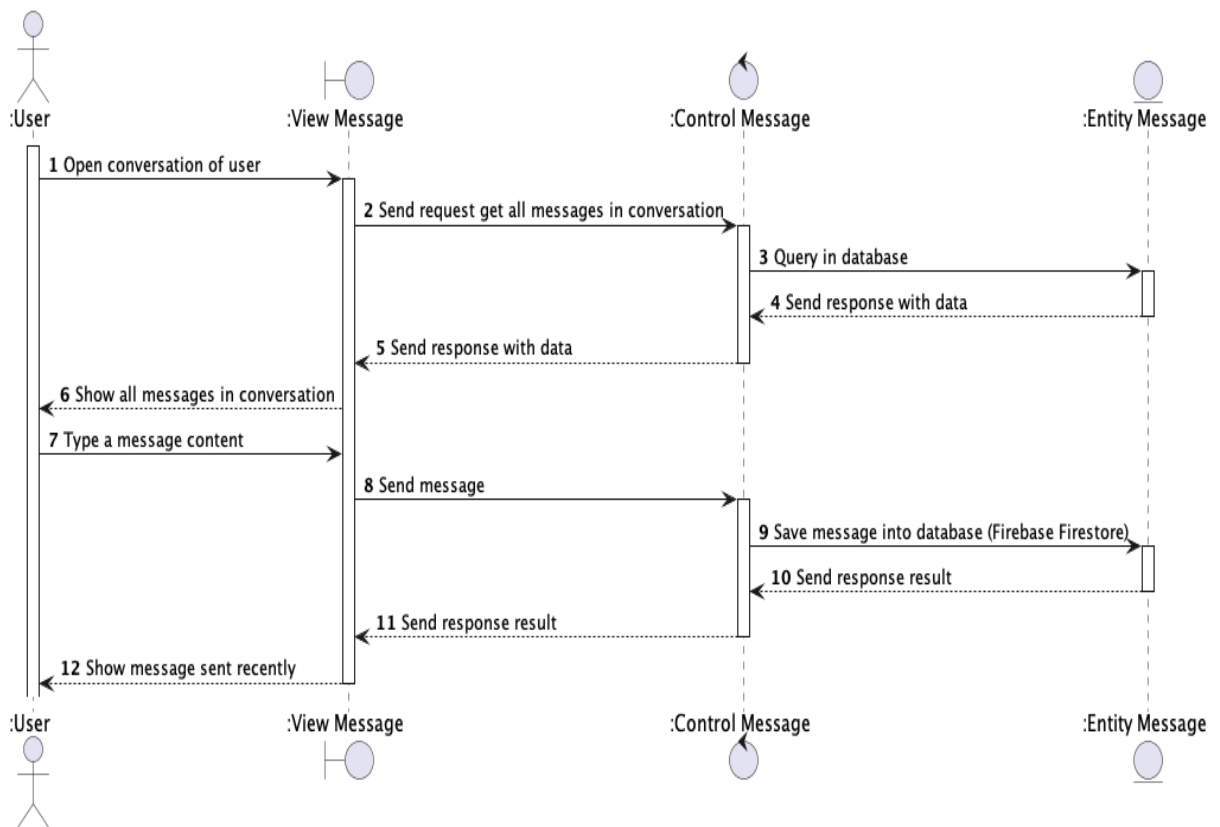 :User
:View Message
:Control Message
:Entity Message
1 Open conversation of user
2 Send request get all messages in conversation
3 Query in database
4 Send response with data
5 Send response with data
6 Show all messages in conversation
7 Type a message content
8 Send message
9 Save message into database (Firebase Firestore)
10 Send response result
11 Send response result
12 Show message sent recently
:User
:View Message
:Control Message
:Entity Message